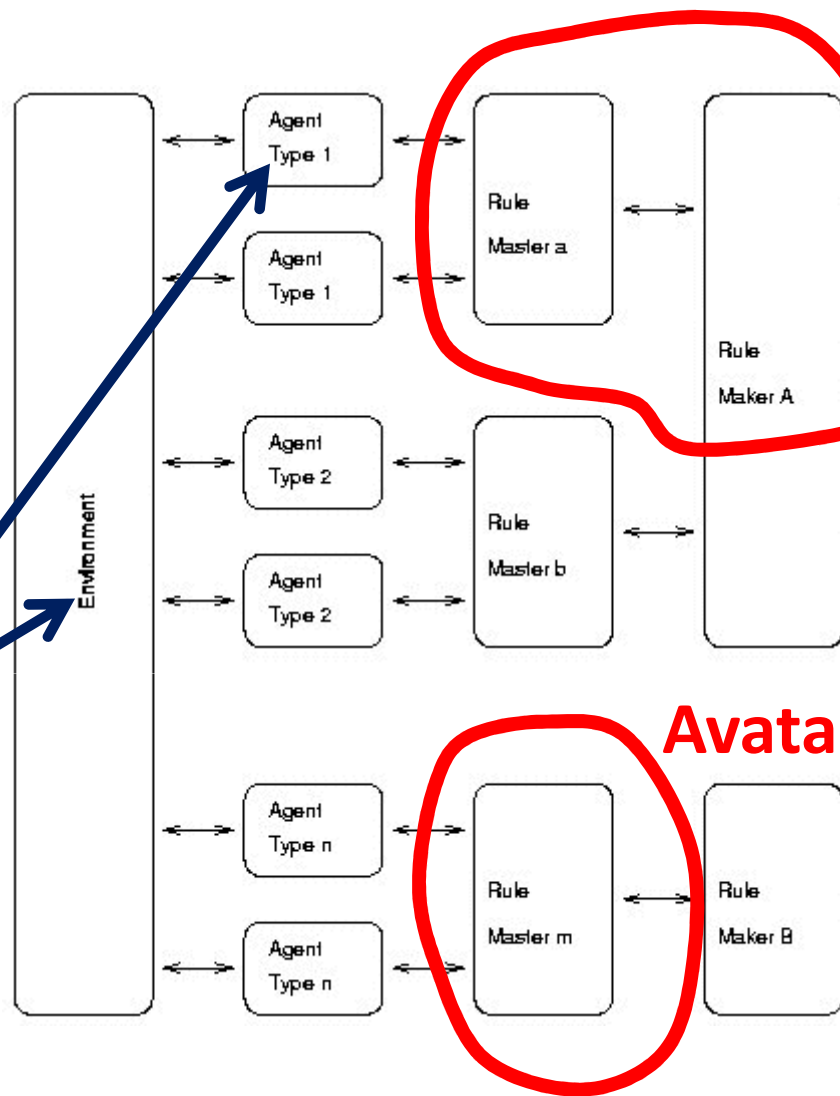 Agent
Type 1
Rule
Master a
Agent
Type 1
Rule
Maker A
Agent
Type 2
Rule
Master b
Environment
Agent
Type 2
Avata
Agent
Type n
Rule
Master m
Rule
Maker B
Agent
Type n